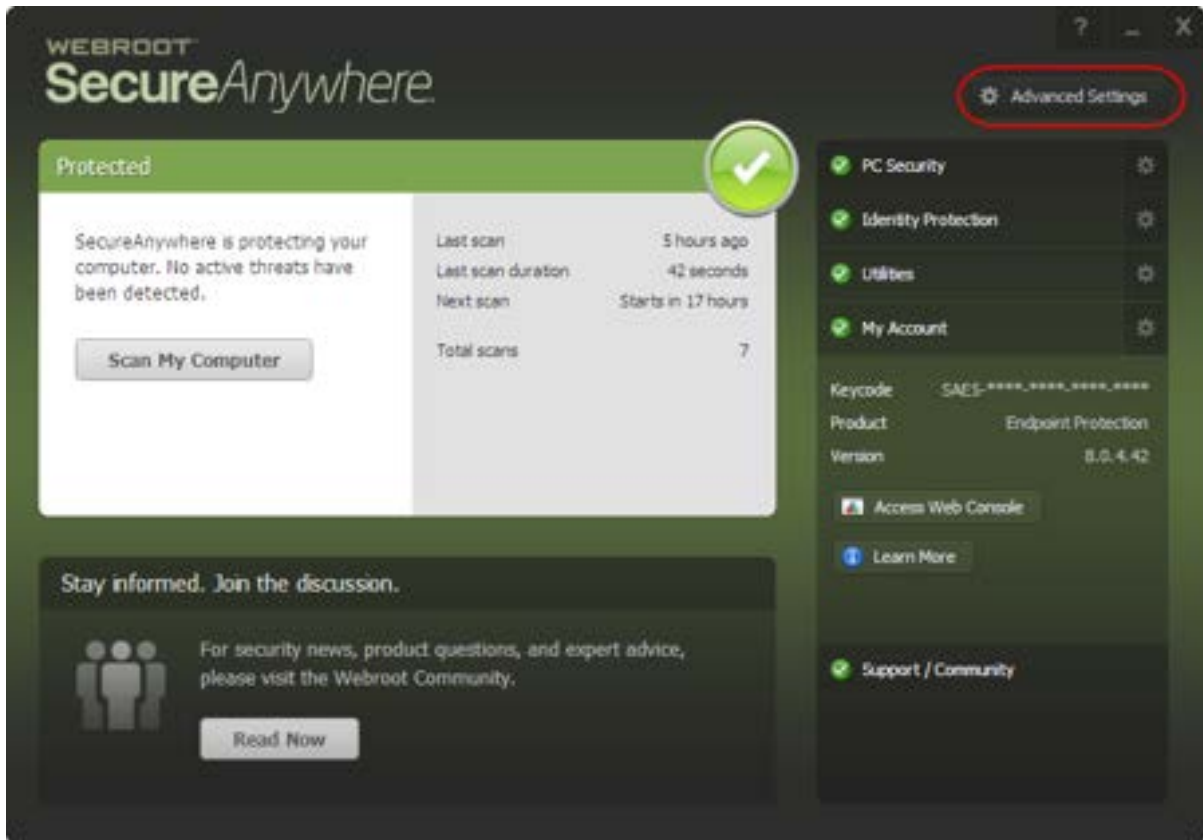 WEBROOT
SecureAnywhere.
?
_
X
Advanced Settings
Protected
SecureAnywhere is protecting your
computer. No active threats have
been detected.
Scan My Computer
Last scan 5 hours ago
Last scan duration 42 seconds
Next scan Starts in 17 hours
Total scans 7
Stay informed. Join the discussion.
For security news, product questions, and expert advice,
please visit the Webroot Community.
Read Now
PC Security
Identity Protection
Utilities
My Account
Keycode SAES-****-****-****-****
Product Endpoint Protection
Version 8.0.4.42
Access Web Console
Learn More
Support / Community